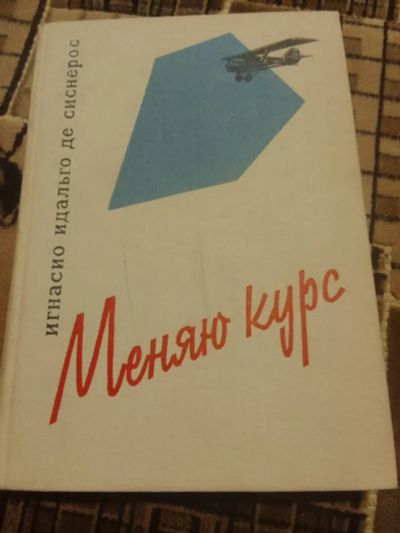 игнасио идальго де сиснерос
Меняю курс